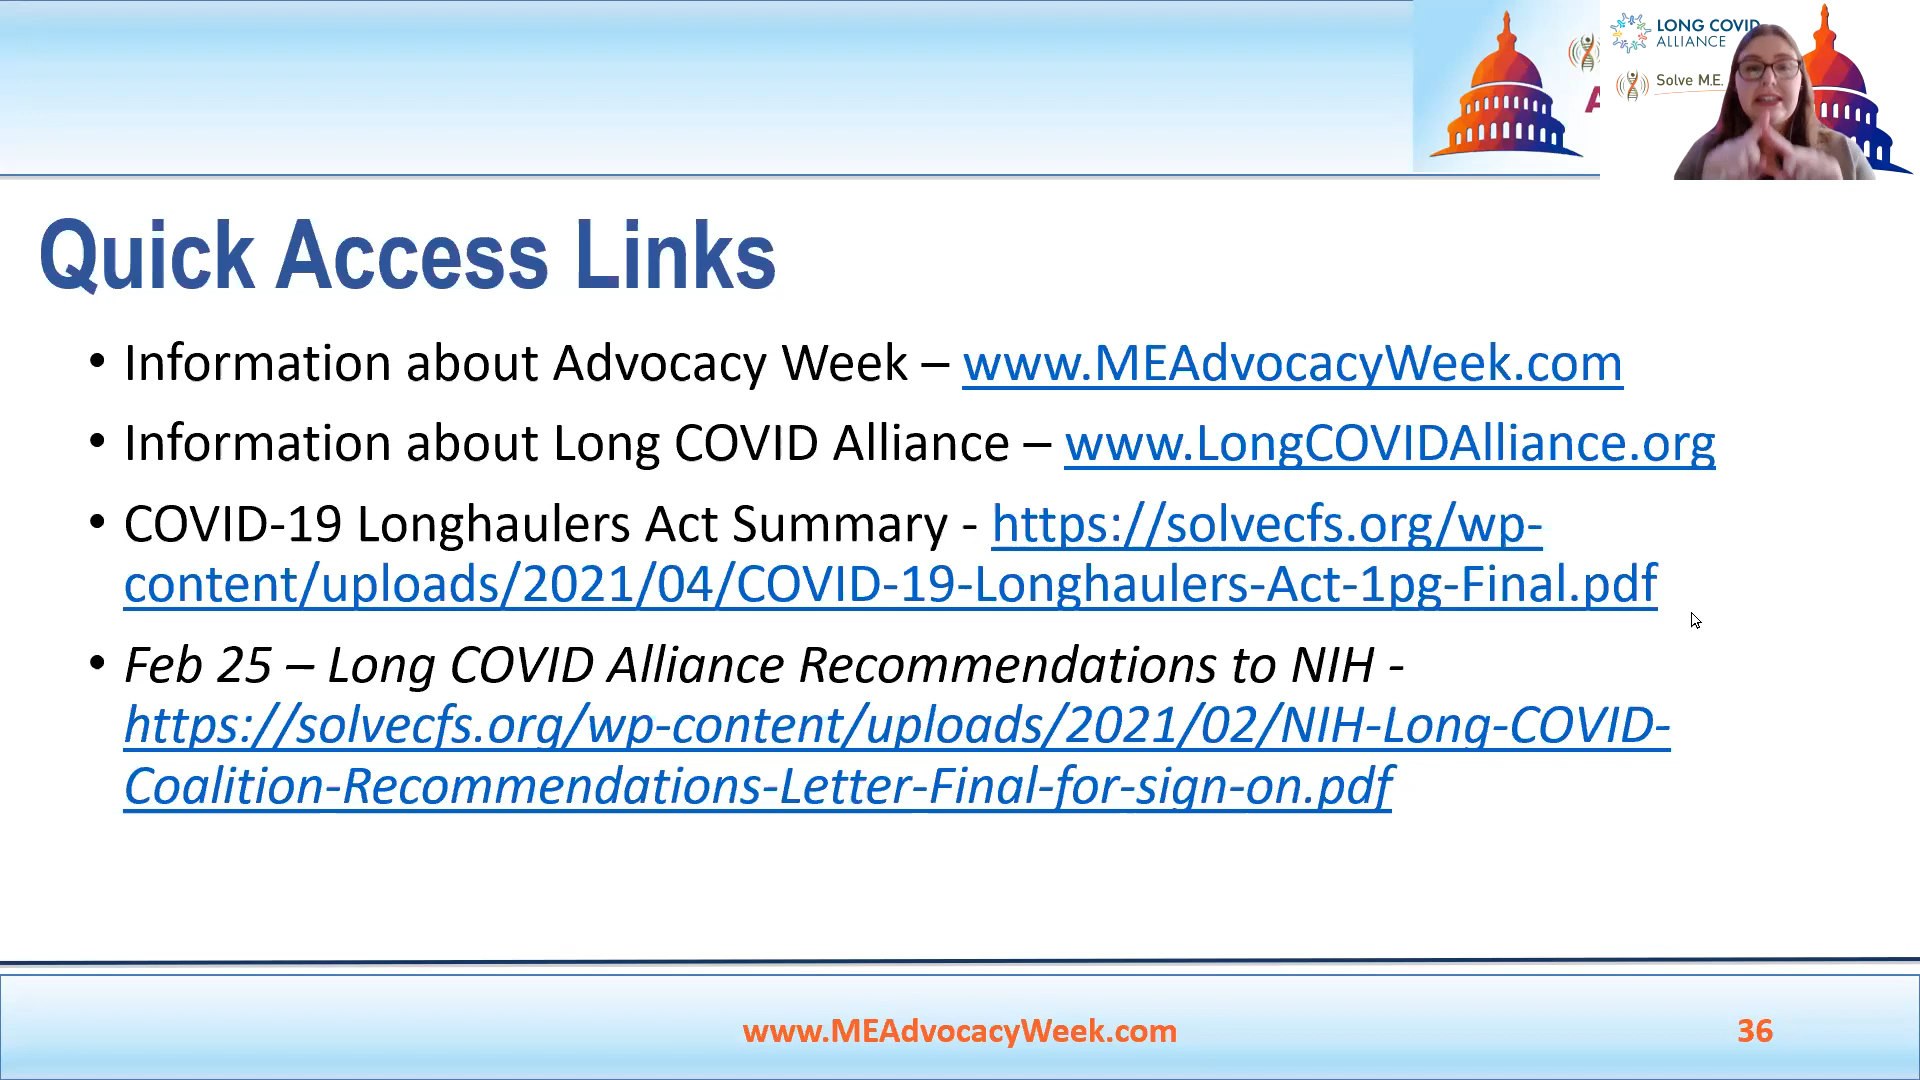 LONG COVID
ALLIANCE
Solve M.E.
A
Quick Access Links
• Information about Advocacy Week – www.MEAdvocacyWeek.com
• Information about Long COVID Alliance – www.LongCOVIDAlliance.org
• COVID-19 Longhaulers Act Summary - https://solvecfs.org/wp-
content/uploads/2021/04/COVID-19-Longhaulers-Act-1pg-Final.pdf
• Feb 25 – Long COVID Alliance Recommendations to NIH -
https://solvecfs.org/wp-content/uploads/2021/02/NIH-Long-COVID-
Coalition-Recommendations-Letter-Final-for-sign-on.pdf
www.MEAdvocacyWeek.com
36